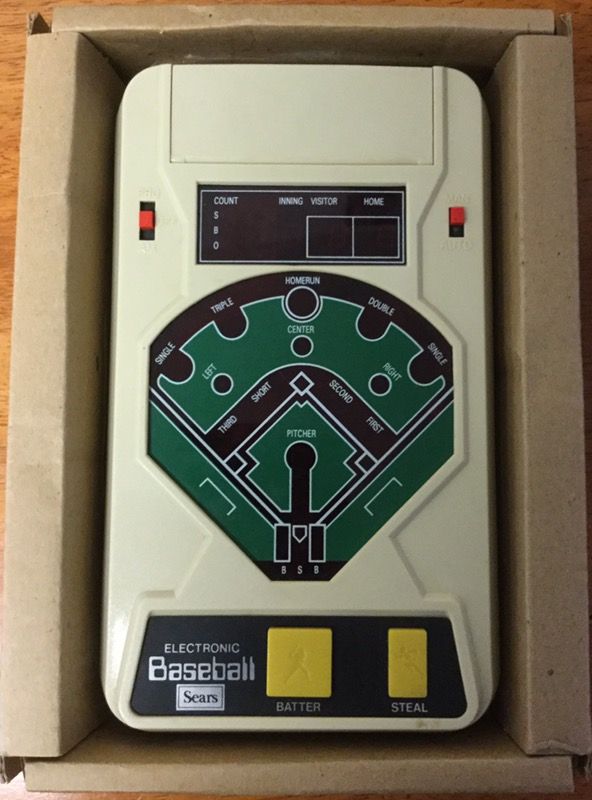 COUNT INNING VISITOR HOME
S
B
O
PRO
MAN
AUTO
HOMERUN
TRIPLE DOUBLE
CENTER
SINGLE SINGLE
LEFT RIGHT
SHORT SECOND
THIRD FIRST
PITCHER
B S B
ELECTRONIC
Baseball
Sears
BATTER STEAL